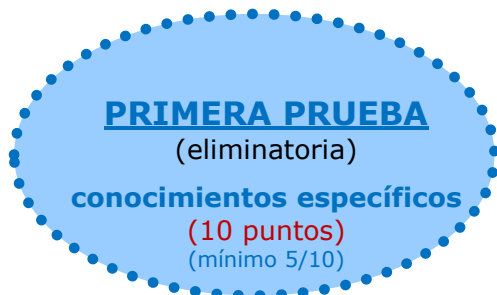 PRIMERA PRUEBA
(eliminatoria)
conocimientos específicos
(10 puntos)
(mínimo 5/10)